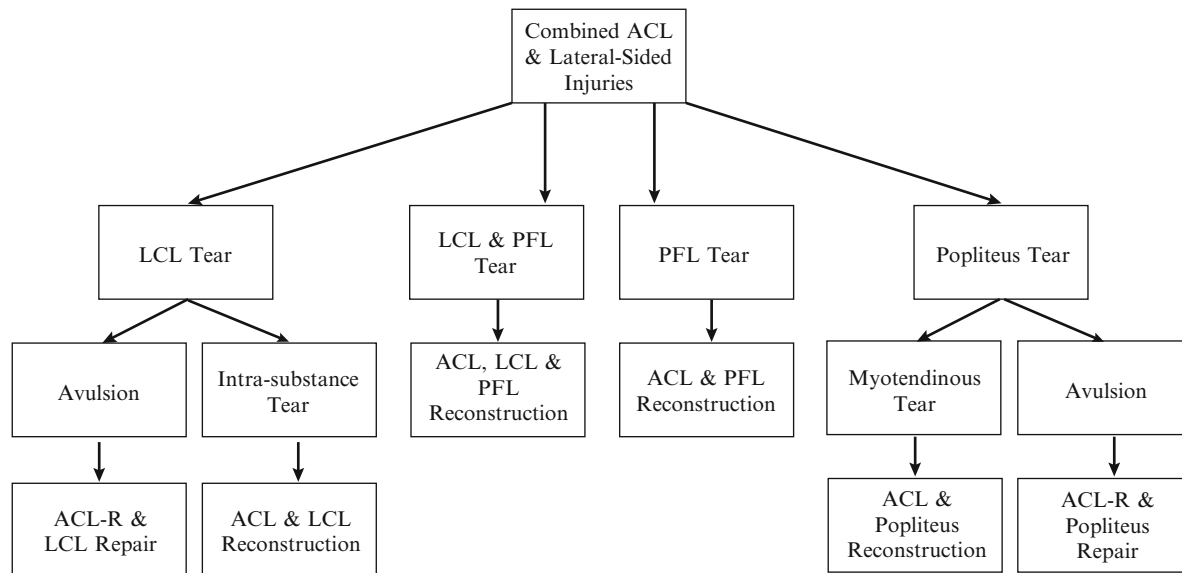 Combined ACL
& Lateral-Sided
Injuries
LCL Tear
LCL & PFL
Tear
PFL Tear
Popliteus Tear
Avulsion
Intra-substance
Tear
ACL, LCL &
PFL
Reconstruction
ACL & PFL
Reconstruction
Myotendinous
Tear
Avulsion
ACL-R &
LCL Repair
ACL & LCL
Reconstruction
ACL &
Popliteus
Reconstruction
ACL-R &
Popliteus
Repair